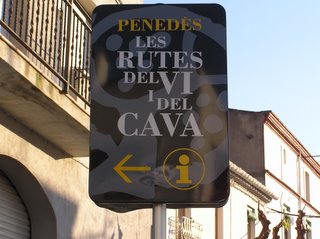 PENEDÈS
LES
RUTES
DEL VI
I DEL
CAVA
i